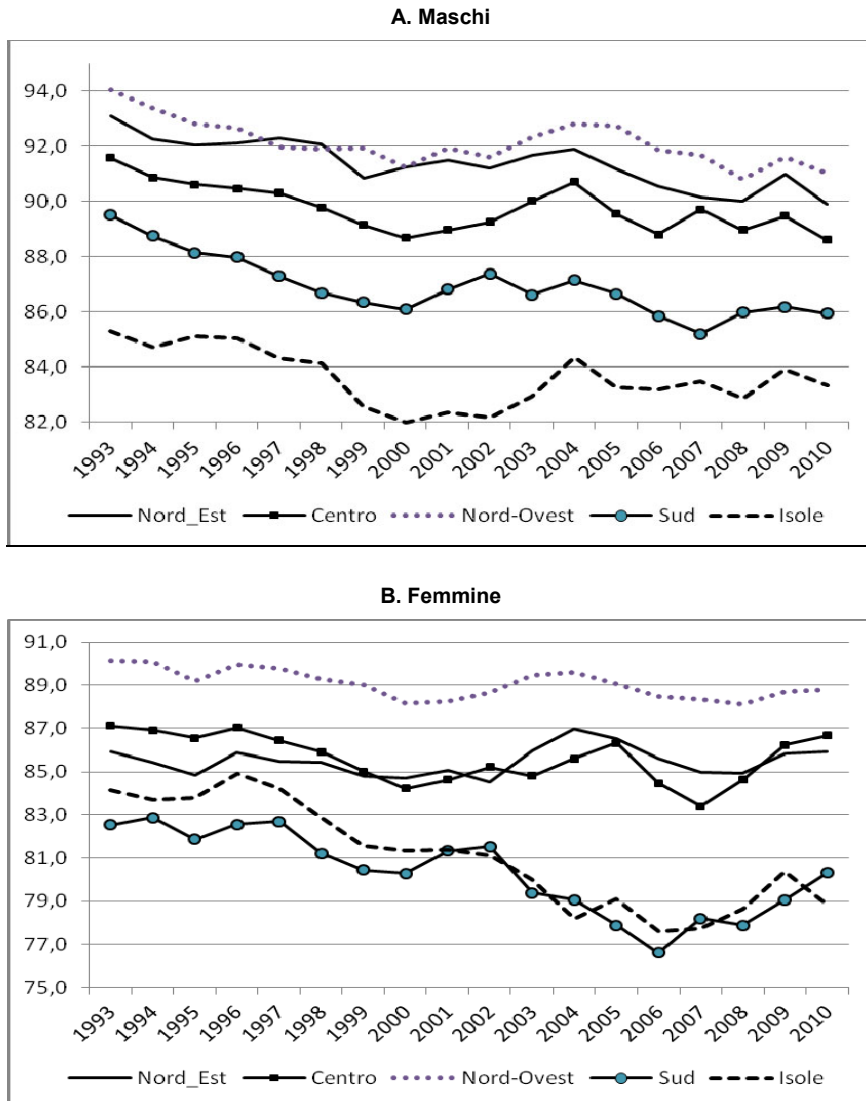 A. Maschi
94,0
92,0
90,0
88,0
86,0
84,0
82,0
1993 1994 1995 1996 1997 1998 1999 2000 2001 2002 2003 2004 2005 2006 2007 2008 2009 2010
Nord_Est Centro Nord-Ovest Sud Isole
B. Femmine
91,0
89,0
87,0
85,0
83,0
81,0
79,0
77,0
75,0
1993 1994 1995 1996 1997 1998 1999 2000 2001 2002 2003 2004 2005 2006 2007 2008 2009 2010
Nord_Est Centro Nord-Ovest Sud Isole